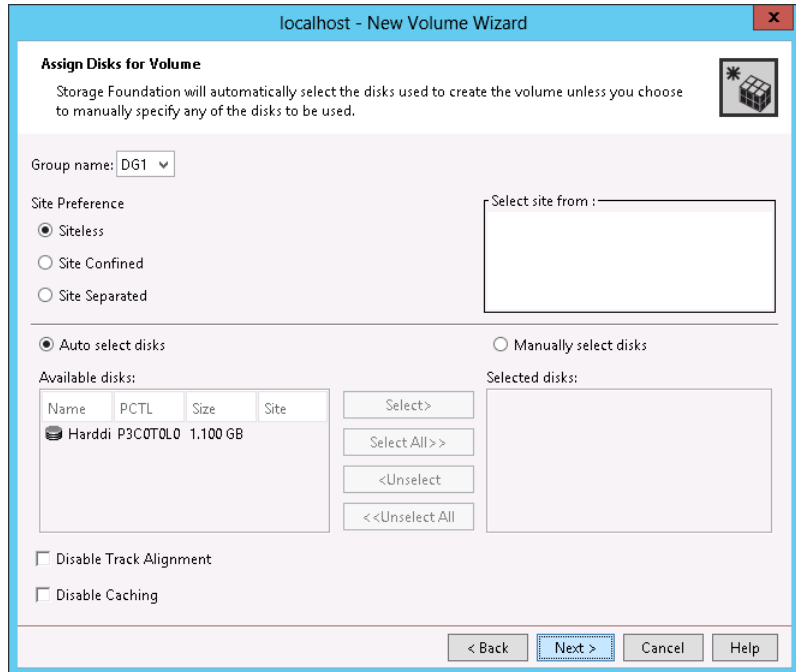 localhost - New Volume Wizard
x
Assign Disks for Volume
Storage Foundation will automatically select the disks used to create the volume unless you choose
to manually specify any of the disks to be used.
Group name: DG1
Site Preference
Select site from :
Siteless
Site Confined
Site Separated
Auto select disks
Manually select disks
Available disks:
Selected disks:
Name PCTL Size Site
Harddi P3C0T0L0 1.100 GB
Select>
Select All>>
<Unselect
<<Unselect All
Disable Track Alignment
Disable Caching
< Back Next > Cancel Help